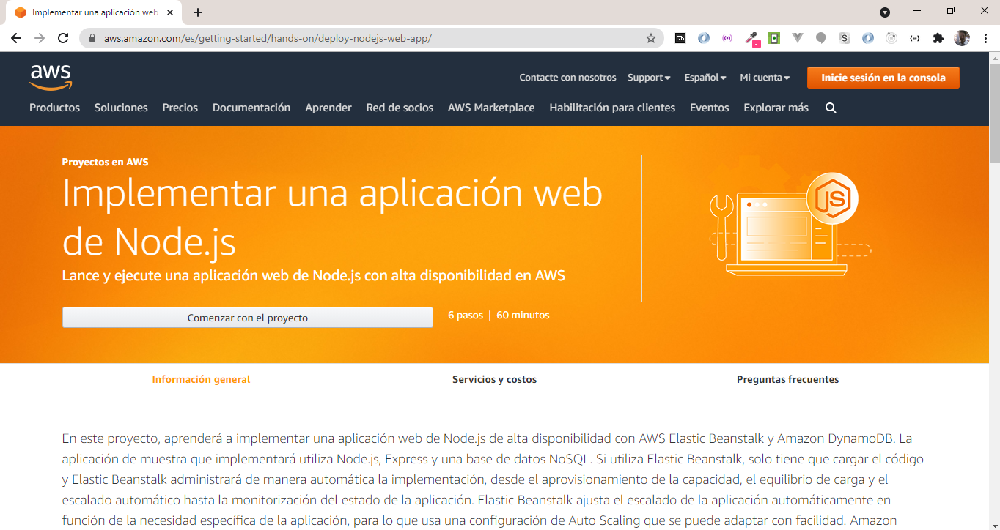 Implementar una aplicación web
aws.amazon.com/es/getting-started/hands-on/deploy-nodejs-web-app/
aws
Contacte con nosotros Support Español Mi cuenta Inicie sesión en la consola
Productos Soluciones Precios Documentación Aprender Red de socios AWS Marketplace Habilitación para clientes Eventos Explorar más
Proyectos en AWS
Implementar una aplicación web
de Node.js
Lance y ejecute una aplicación web de Node.js con alta disponibilidad en AWS
JS
Comenzar con el proyecto 6 pasos | 60 minutos
Información general Servicios y costos Preguntas frecuentes
En este proyecto, aprenderá a implementar una aplicación web de Node.js de alta disponibilidad con AWS Elastic Beanstalk y Amazon DynamoDB. La
aplicación de muestra que implementará utiliza Node.js, Express y una base de datos NoSQL. Si utiliza Elastic Beanstalk, solo tiene que cargar el código
y Elastic Beanstalk administrará de manera automática la implementación, desde el aprovisionamiento de la capacidad, el equilibrio de carga y el
escalado automático hasta la monitorización del estado de la aplicación. Elastic Beanstalk ajusta el escalado de la aplicación automáticamente en
función de la necesidad específica de la aplicación, para lo que usa una configuración de Auto Scaling que se puede adaptar con facilidad. Amazon